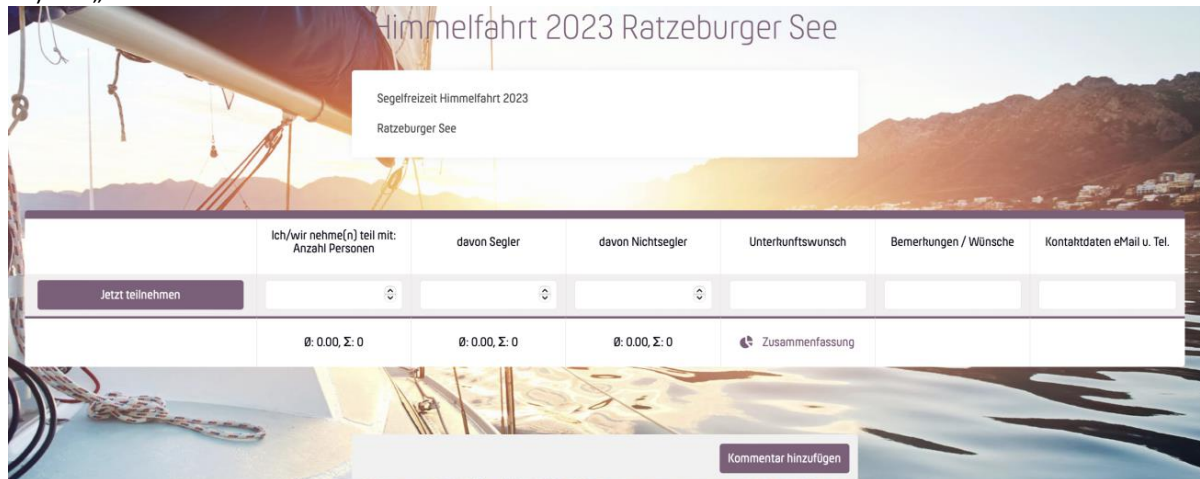 Himmelfahrt 2023 Ratzeburger See
Segelfreizeit Himmelfahrt 2023
Ratzeburger See
Ich/wir nehme(n) teil mit:
Anzahl Personen
davon Segler
davon Nichtsegler
Unterkunftswunsch
Bemerkungen / Wünsche
Kontaktdaten eMail u. Tel.
Jetzt teilnehmen
Ø: 0.00, Σ: 0
Ø: 0.00, Σ: 0
Ø: 0.00, Σ: 0
Zusammenfassung
Kommentar hinzufügen